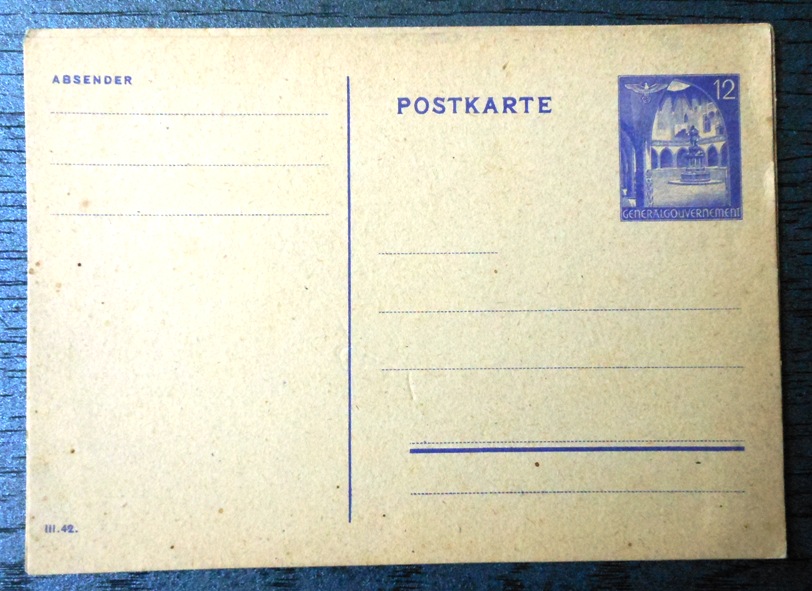 ABSENDER
POSTKARTE
12
GENERALGOUVERNEMENT
III.42.